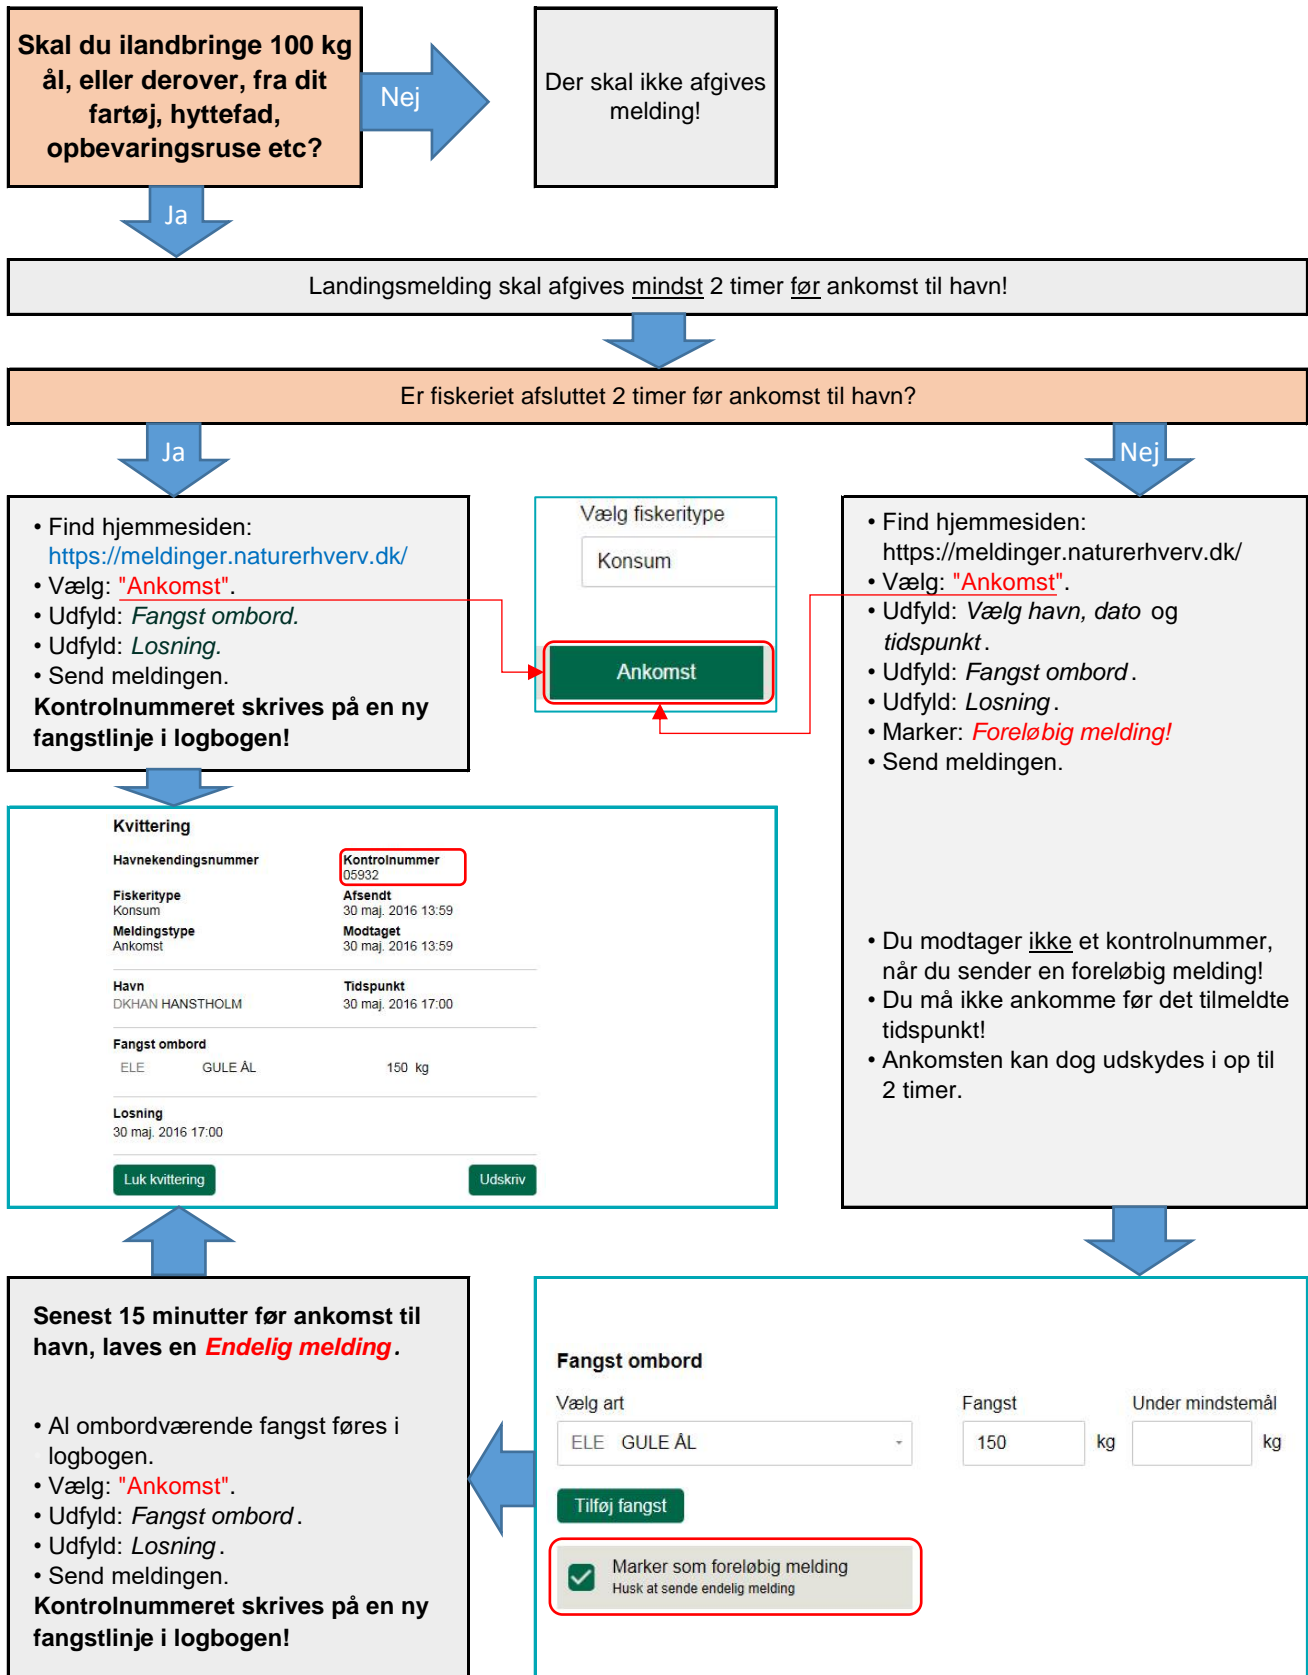 Skal du ilandbringe 100 kg
ål, eller derover, fra dit
fartøj, hyttefad,
opbevaringsruse etc?
Nej
Der skal ikke afgives
melding!
Ja
Landingsmelding skal afgives mindst 2 timer før ankomst til havn!
Er fiskeriet afsluttet 2 timer før ankomst til havn?
Ja
Nej
• Find hjemmesiden:
https://meldinger.naturerhverv.dk/
• Vælg: "Ankomst".
• Udfyld: Fangst ombord.
• Udfyld: Losning.
• Send meldingen.
Kontrolnummeret skrives på en ny
fangstlinje i logbogen!
Vælg fiskeritype
Konsum
Ankomst
• Find hjemmesiden:
https://meldinger.naturerhverv.dk/
• Vælg: "Ankomst".
• Udfyld: Vælg havn, dato og
tidspunkt.
• Udfyld: Fangst ombord.
• Udfyld: Losning.
• Marker: Foreløbig melding!
• Send meldingen.
• Du modtager ikke et kontrolnummer,
når du sender en foreløbig melding!
• Du må ikke ankomme før det tilmeldte
tidspunkt!
• Ankomsten kan dog udskydes i op til
2 timer.
Kvittering
Havnekendingsnummer Kontrolnummer
05932
Fiskeritype Afsendt
Konsum 30 maj. 2016 13:59
Meldingstype Modtaget
Ankomst 30 maj. 2016 13:59
Havn Tidspunkt
DKHAN HANSTHOLM 30 maj. 2016 17:00
Fangst ombord
ELE GULE ÅL 150 kg
Losning
30 maj. 2016 17:00
Luk kvittering Udskriv
Senest 15 minutter før ankomst til
havn, laves en Endelig melding.
• Al ombordværende fangst føres i
logbogen.
• Vælg: "Ankomst".
• Udfyld: Fangst ombord.
• Udfyld: Losning.
• Send meldingen.
Kontrolnummeret skrives på en ny
fangstlinje i logbogen!
Fangst ombord
Vælg art Fangst Under mindstemål
ELE GULE ÅL 150 kg kg
Tilføj fangst
Marker som foreløbig melding
Husk at sende endelig melding